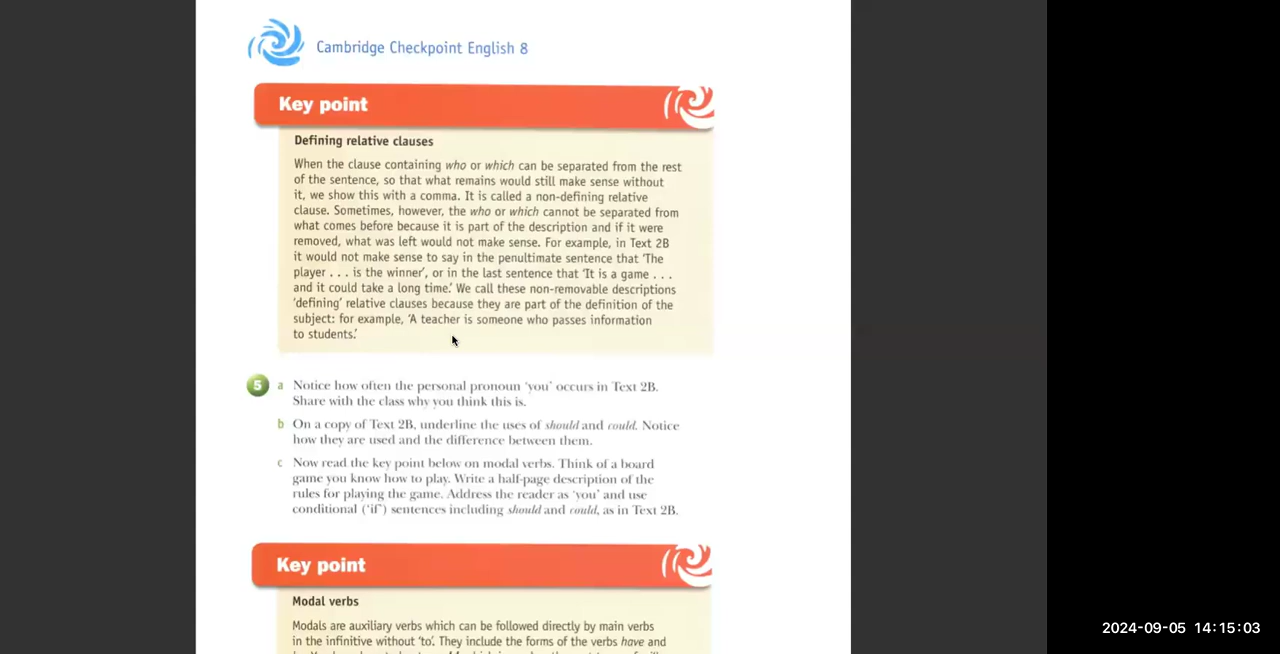 Cambridge Checkpoint English 8
Key point
Defining relative clauses
When the clause containing who or which can be separated from the rest
of the sentence, so that what remains would still make sense without
it, we show this with a comma. It is called a non-defining relative
clause. Sometimes, however, the who or which cannot be separated from
what comes before because it is part of the description and if it were
removed, what was left would not make sense. For example, in Text 2B
it would not make sense to say in the penultimate sentence that 'The
player . . . is the winner', or in the last sentence that 'It is a game . . .
and it could take a long time.' We call these non-removable descriptions
'defining' relative clauses because they are part of the definition of the
subject: for example, 'A teacher is someone who passes information
to students.'
5 a Notice how often the personal pronoun 'you' occurs in Text 2B.
Share with the class why you think this is.
b On a copy of Text 2B, underline the uses of should and could. Notice
how they are used and the difference between them.
c Now read the key point below on modal verbs. Think of a board
game you know how to play. Write a half-page description of the
rules for playing the game. Address the reader as 'you' and use
conditional ('if') sentences including should and could, as in Text 2B.
Key point
Modal verbs
Modals are auxiliary verbs which can be followed directly by main verbs
in the infinitive without 'to'. They include the forms of the verbs have and
2024-09-05 14:15:03